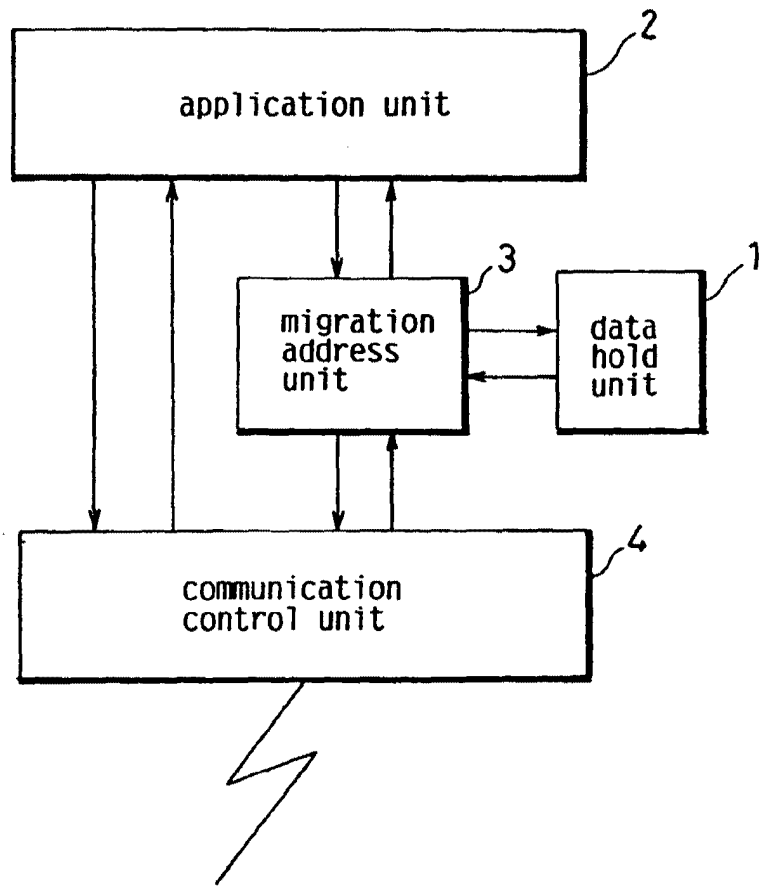 2
application unit
3
1
migration
address
unit
data
hold
unit
4
communication
control unit